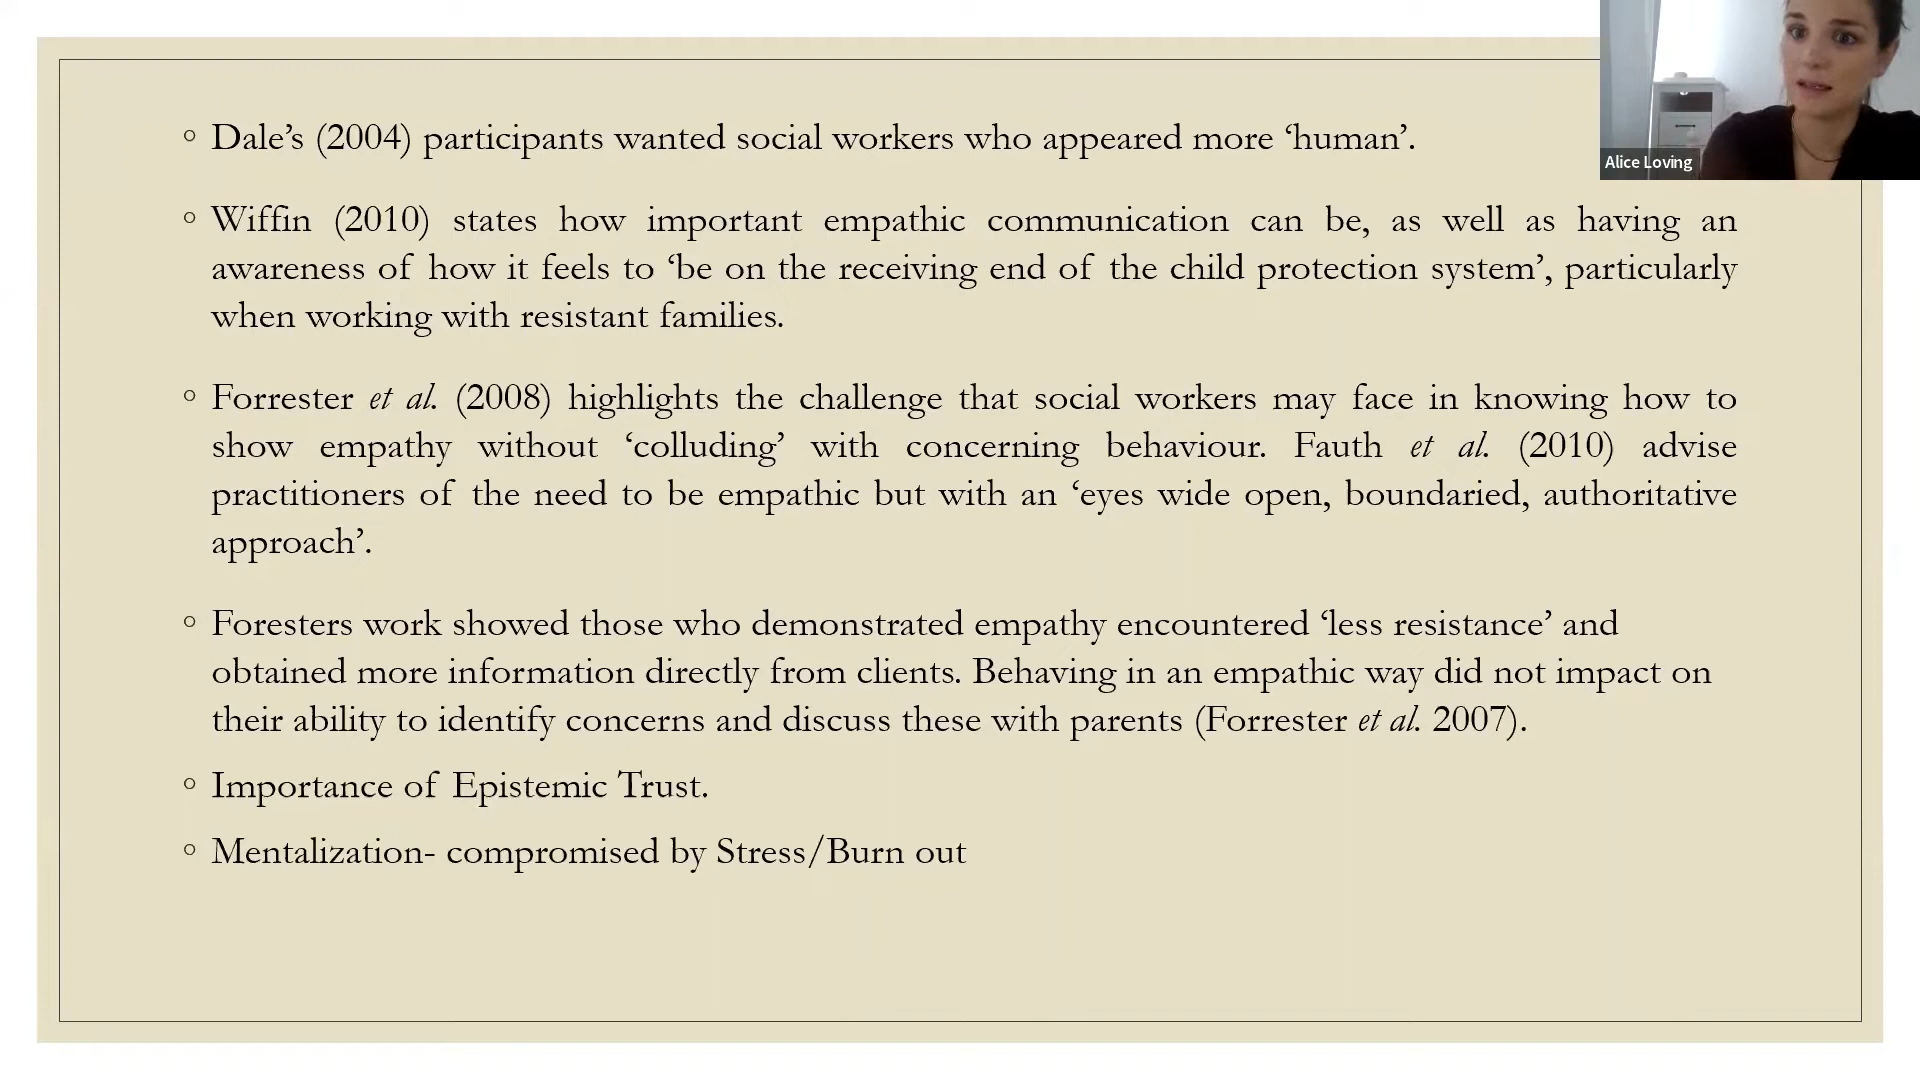 ◦ Dale’s (2004) participants wanted social workers who appeared more ‘human’.
Alice Loving
◦ Wiffin (2010) states how important empathic communication can be, as well as having an
awareness of how it feels to ‘be on the receiving end of the child protection system’, particularly
when working with resistant families.
◦ Forrester et al. (2008) highlights the challenge that social workers may face in knowing how to
show empathy without ‘colluding’ with concerning behaviour. Fauth et al. (2010) advise
practitioners of the need to be empathic but with an ‘eyes wide open, boundaried, authoritative
approach’.
◦ Foresters work showed those who demonstrated empathy encountered ‘less resistance’ and
obtained more information directly from clients. Behaving in an empathic way did not impact on
their ability to identify concerns and discuss these with parents (Forrester et al. 2007).
◦ Importance of Epistemic Trust.
◦ Mentalization- compromised by Stress/Burn out